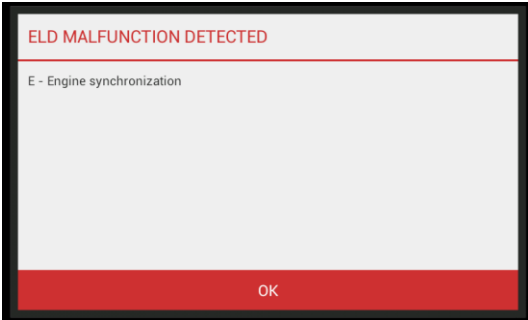 ELD MALFUNCTION DETECTED
E - Engine synchronization
OK